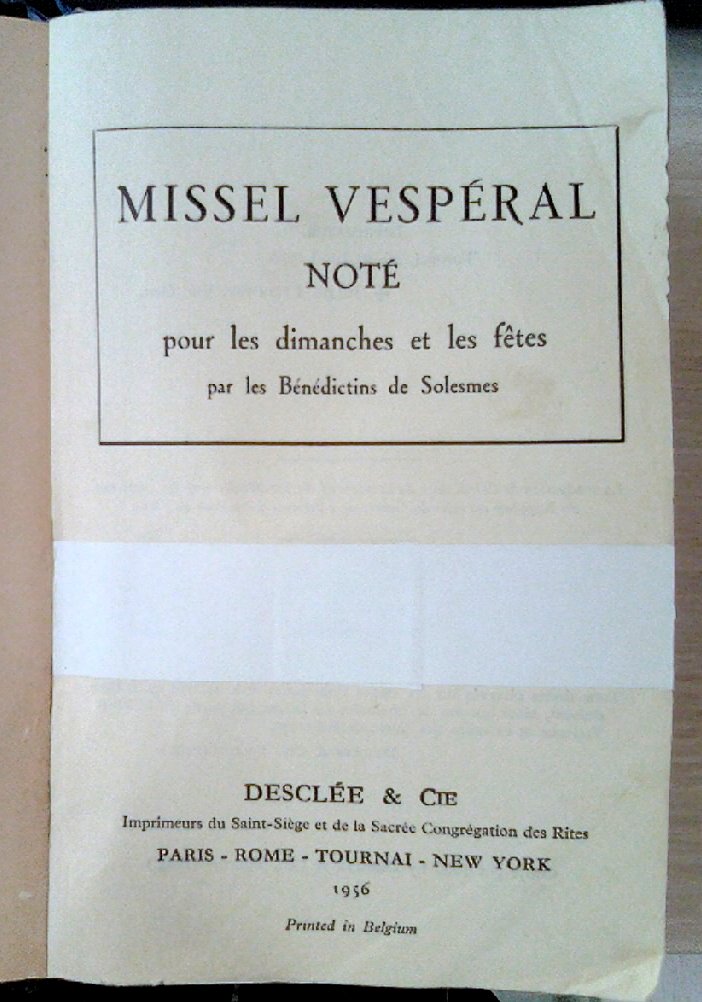 MISSEL VESPÉRAL
NOTÉ
pour les dimanches et les fêtes
par les Bénédictins de Solesmes
DESCLÉE & CIE
Imprimeurs du Saint-Siège et de la Sacrée Congrégation des Rites
PARIS - ROME - TOURNAI - NEW YORK
1956
Printed in Belgium